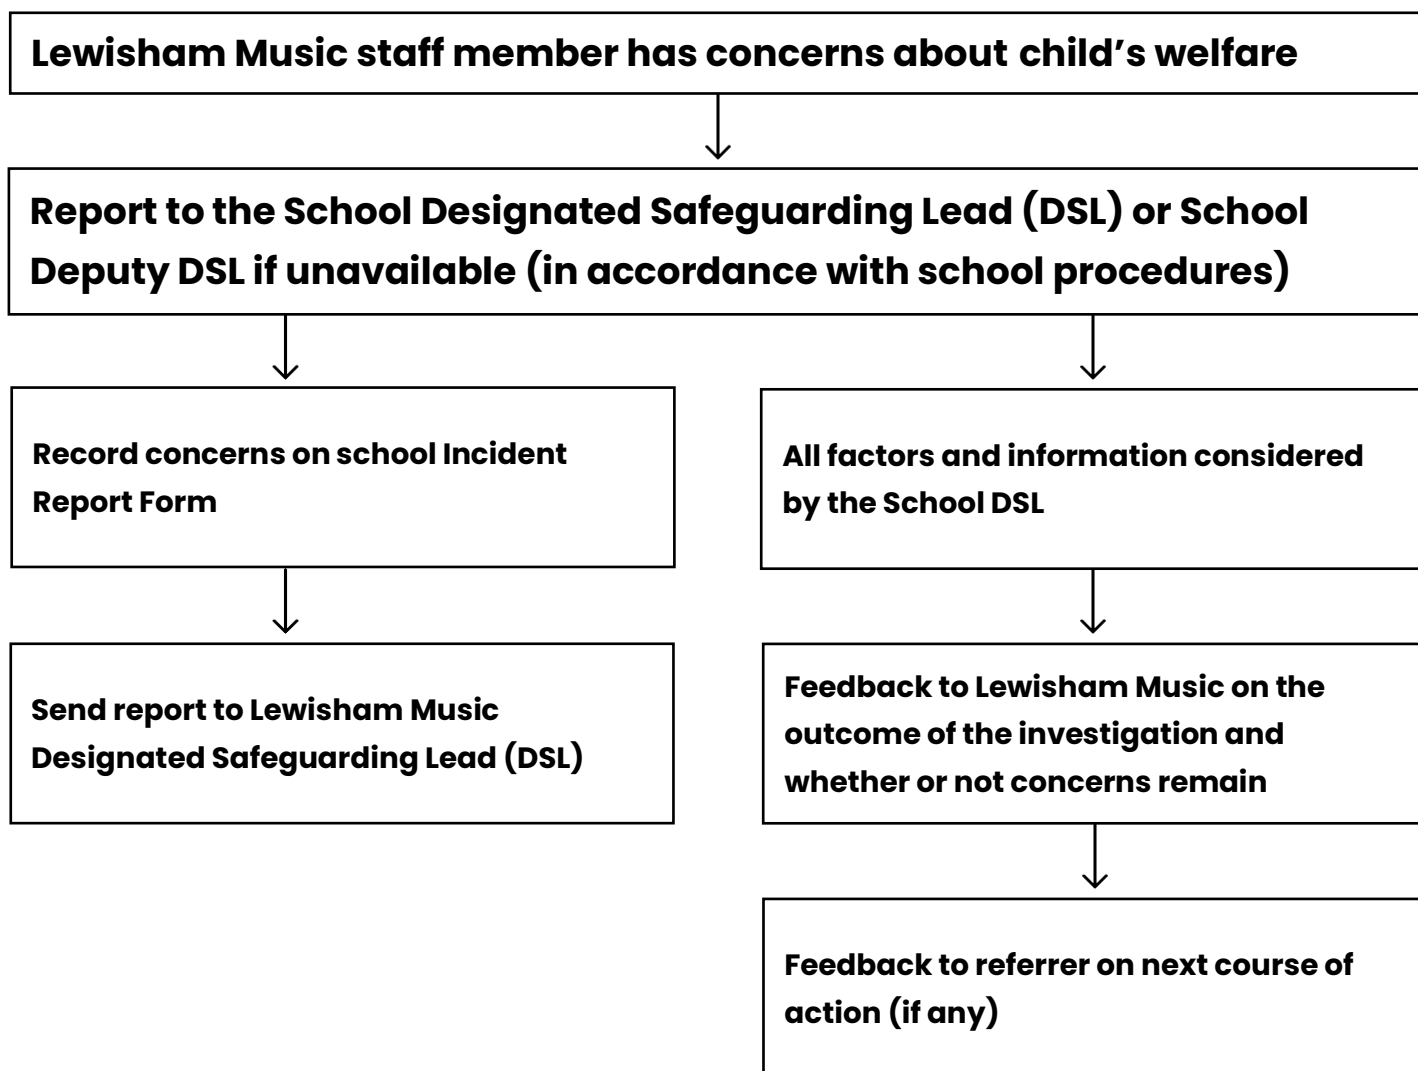 Lewisham Music staff member has concerns about child’s welfare
Report to the School Designated Safeguarding Lead (DSL) or School
Deputy DSL if unavailable (in accordance with school procedures)
Record concerns on school Incident
Report Form
Send report to Lewisham Music
Designated Safeguarding Lead (DSL)
All factors and information considered
by the School DSL
Feedback to Lewisham Music on the
outcome of the investigation and
whether or not concerns remain
Feedback to referrer on next course of
action (if any)